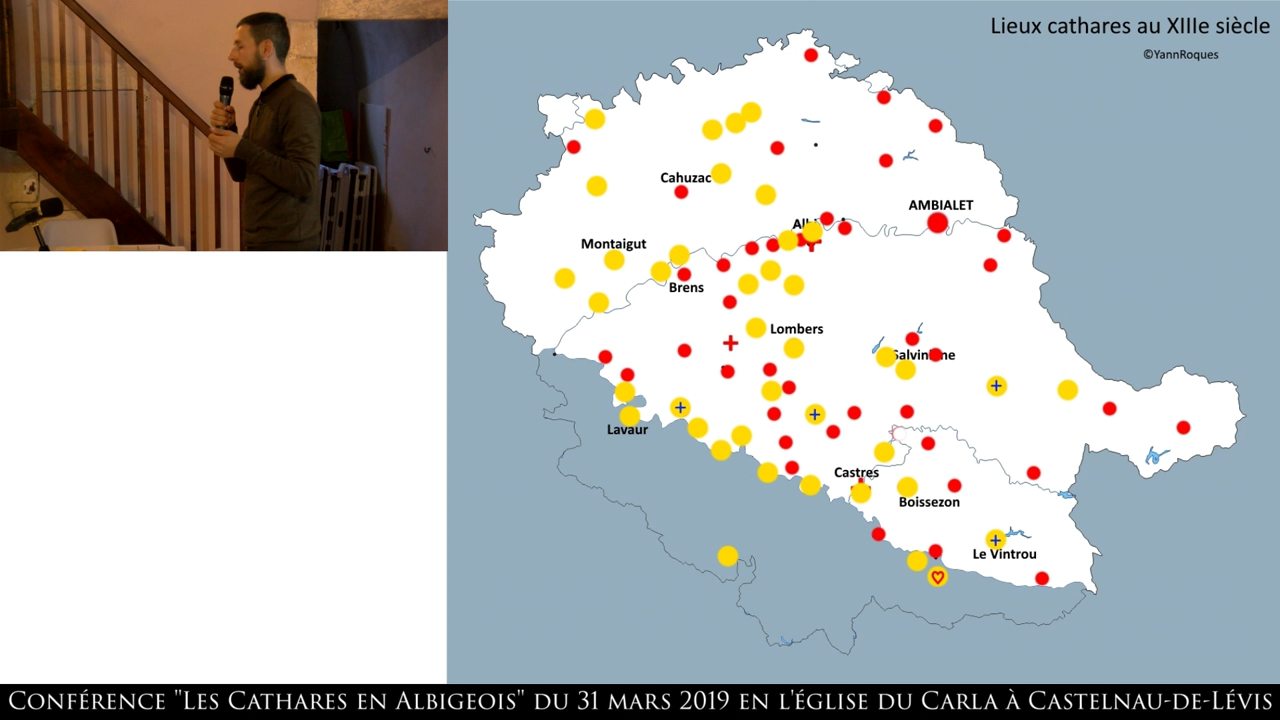 Lieux cathares au XIIIe siècle
©YannRoques
Cahuzac
AMBIALET
Montaigut
Brens
Lombers
Lavaur
Castres
Boissezon
Le Vintrou
CONFÉRENCE "LES CATHARES EN ALBIGEOIS" DU 31 MARS 2019 EN L'ÉGLISE DU CARLA À CASTELNAU-DE-LÉVIS